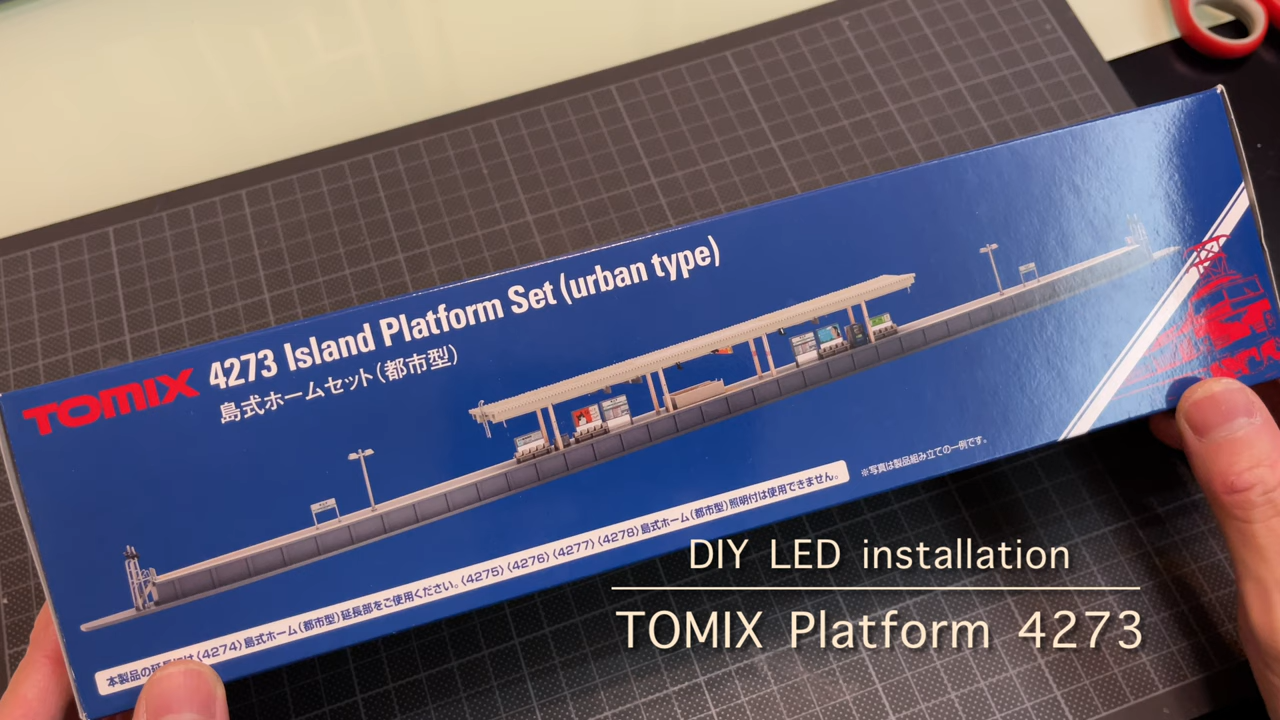 TOMIX
4273 Island Platform Set (urban type)
島式ホームセット(都市型)
本製品の延長には〈4274〉島式ホーム(都市型)延長部をご使用ください。〈4275〉〈4276〉〈4277〉〈4278〉島式ホーム(都市型)照明付は使用できません。
※写真は製品組み立ての一例です。
DIY LED installation
TOMIX Platform 4273